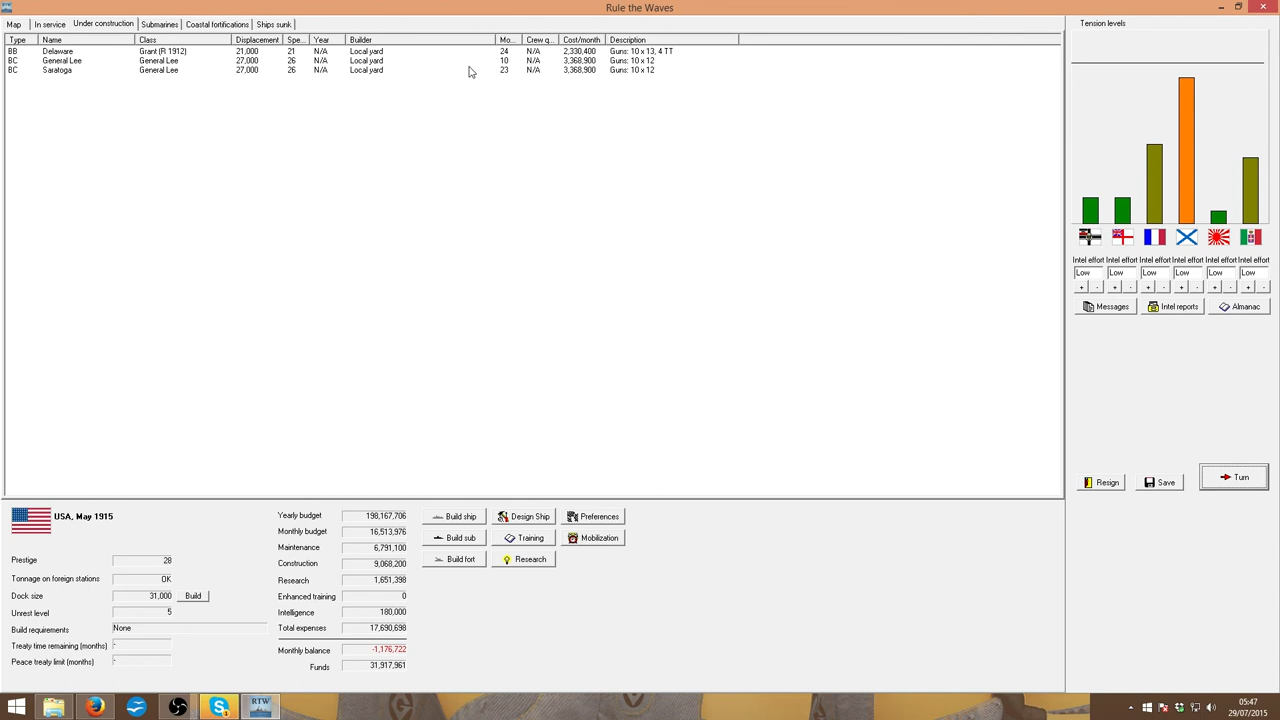 Rule the Waves
Map In service Under construction Submarines Coastal fortifications Ships sunk
Type Name Class Displacement Spe... Year Builder Mo... Crew q... Cost/month Description
BB Delaware Grant (R 1912) 21,000 21 N/A Local yard 24 N/A 2,330,400 Guns: 10 x 13, 4 TT
BC General Lee General Lee 27,000 26 N/A Local yard 10 N/A 3,368,900 Guns: 10 x 12
BC Saratoga General Lee 27,000 26 N/A Local yard 23 N/A 3,368,900 Guns: 10 x 12
Tension levels
Intel effort Intel effort Intel effort Intel effort Intel effort Intel effort
Low Low Low Low Low Low
+ - + - + - + - + - + -
Messages Intel reports Almanac
Resign Save Turn
USA, May 1915
Prestige 28
Tonnage on foreign stations OK
Dock size 31,000 Build
Unrest level 5
Build requirements None
Treaty time remaining (months) -
Peace treaty limit (months) -
Yearly budget 198,167,706
Monthly budget 16,513,976
Maintenance 6,791,100
Construction 9,068,200
Research 1,651,398
Enhanced training 0
Intelligence 180,000
Total expenses 17,690,698
Monthly balance -1,176,722
Funds 31,917,961
Build ship Design Ship Preferences
Build sub Training Mobilization
Build fort Research
RTW
05:47
29/07/2015